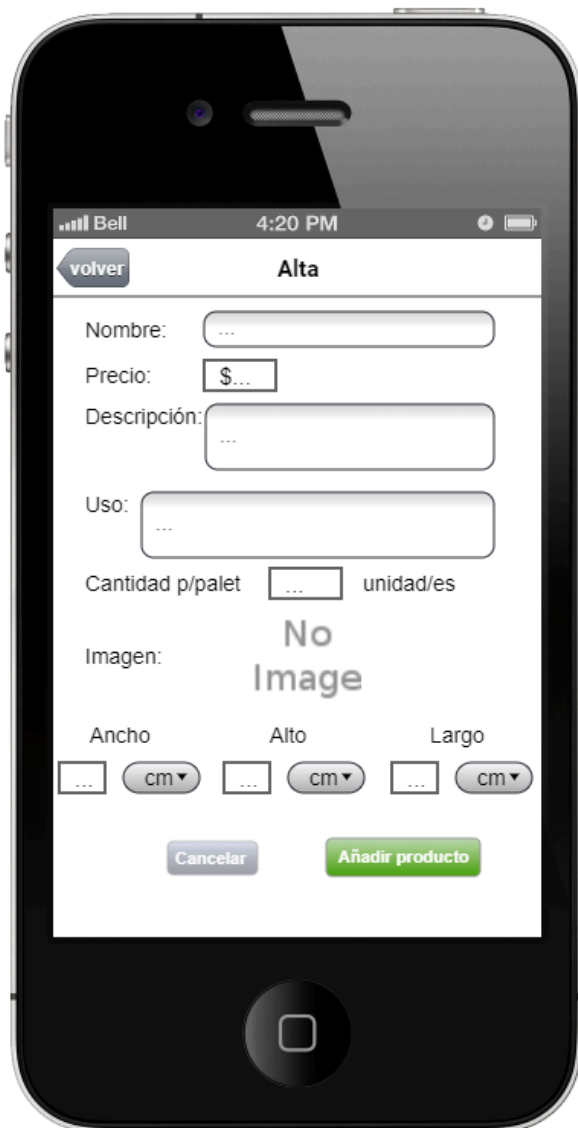 Bell 4:20 PM
volver Alta
Nombre: ...
Precio: $...
Descripción: ...
Uso: ...
Cantidad p/palet ... unidad/es
Imagen: No Image
Ancho Alto Largo
... cm ... cm ... cm
Cancelar Añadir producto